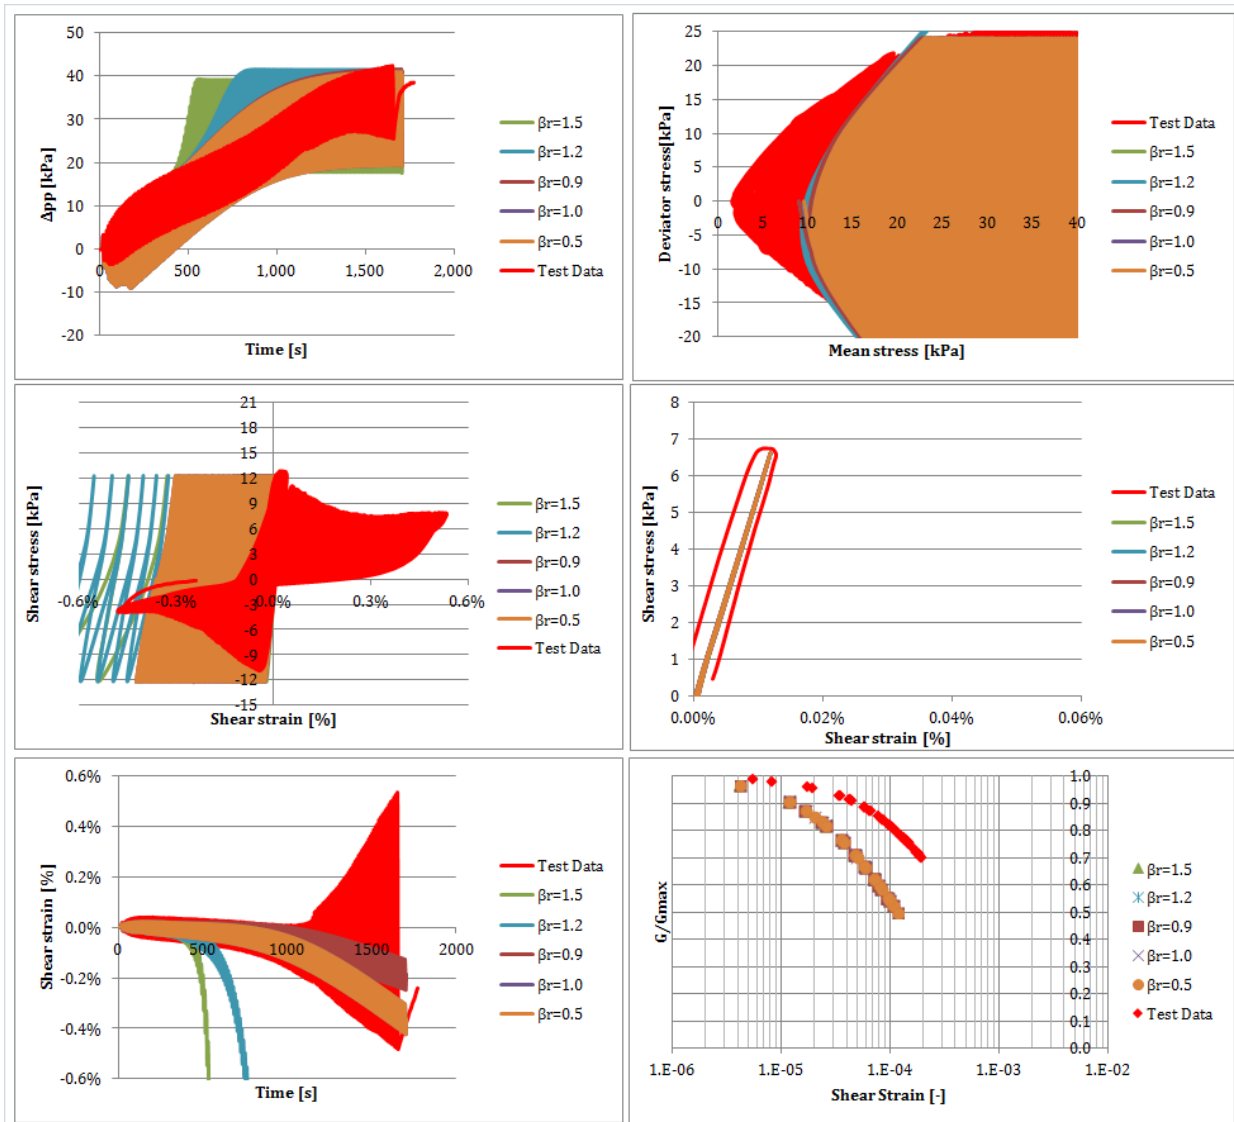 50
40
30
20
10
0
-10
-20
0
500
1,000
1,500
2,000
Δpp [kPa]
Time [s]
βr=1.5
βr=1.2
βr=0.9
βr=1.0
βr=0.5
Test Data
25
20
15
10
5
0
-5
-10
-15
-20
0 5 10 15 20 25 30 35 40
Deviator stress[kPa]
Mean stress [kPa]
Test Data
βr=1.5
βr=1.2
βr=0.9
βr=1.0
βr=0.5
21
18
15
12
9
6
3
0
-3
-6
-9
-12
-15
-0.6% -0.3% -0.0% 0.3% 0.6%
Shear stress [kPa]
Shear strain [%]
βr=1.5
βr=1.2
βr=0.9
βr=1.0
βr=0.5
Test Data
8
7
6
5
4
3
2
1
0
0.00% 0.02% 0.04% 0.06%
Shear stress [kPa]
Shear strain [%]
Test Data
βr=1.5
βr=1.2
βr=0.9
βr=1.0
βr=0.5
0.6%
0.4%
0.2%
0.0%
-0.2%
-0.4%
-0.6%
0 500 1000 1500 2000
Shear strain [%]
Time [s]
Test Data
βr=1.5
βr=1.2
βr=0.9
βr=1.0
βr=0.5
1.0
0.9
0.8
0.7
0.6
0.5
0.4
0.3
0.2
0.1
0.0
1.E-06 1.E-05 1.E-04 1.E-03 1.E-02
G/Gmax
Shear Strain [-]
βr=1.5
βr=1.2
βr=0.9
βr=1.0
βr=0.5
Test Data